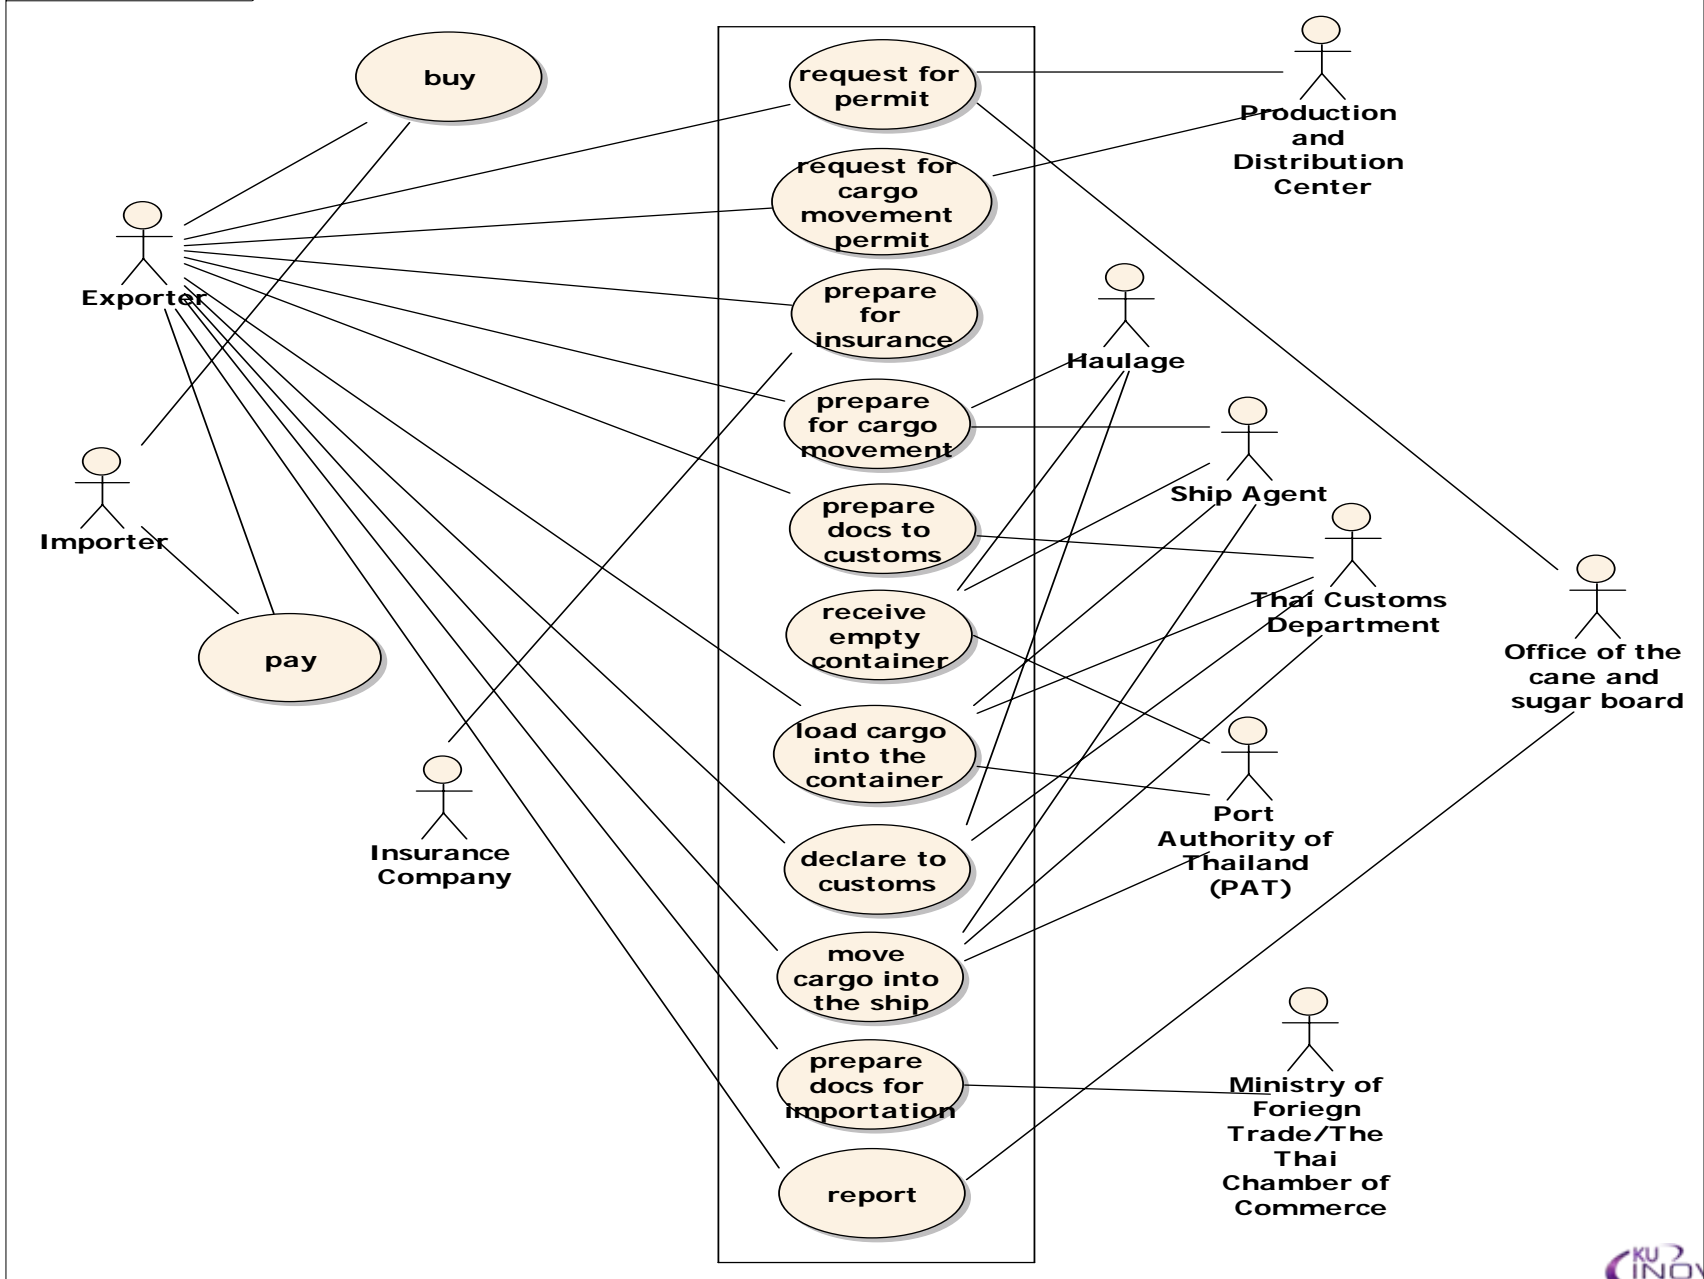 buy
request for
permit
Production
and
Distribution
Center
request for
cargo
movement
permit
Exporter
prepare
for
insurance
Haulage
prepare
for cargo
movement
Ship Agent
prepare
docs to
customs
Importer
Thai Customs
Department
receive
empty
container
Office of the
cane and
sugar board
pay
load cargo
into the
container
Port
Authority of
Thailand
(PAT)
Insurance
Company
declare to
customs
move
cargo into
the ship
prepare
docs for
importation
Ministry of
Foriegn
Trade/The
Thai
Chamber of
Commerce
report
KU